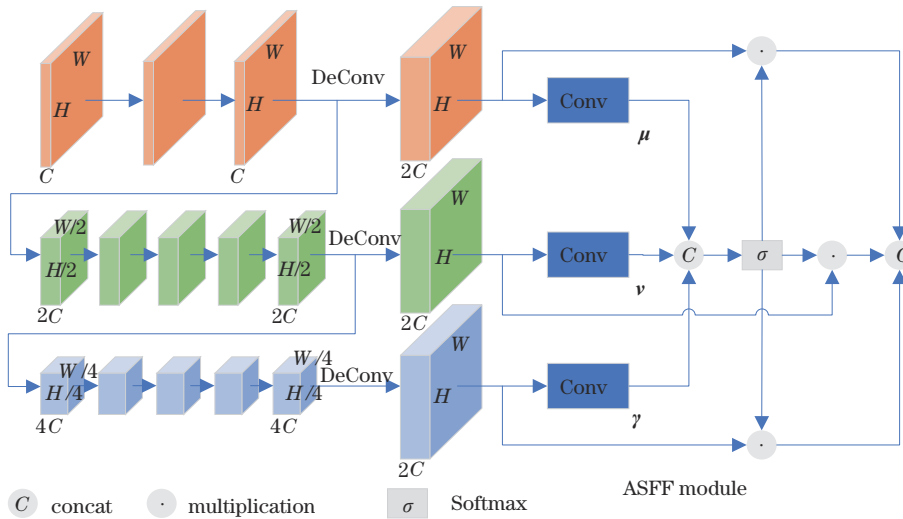 W
W
W
DeConv
H
H
H
Conv
C
C
2C
μ
W/2
W/2
W
DeConv
H/2
H/2
H
Conv
C
σ
·
C
2C
2C
2C
ν
W/4
W/4
W
DeConv
H/4
H/4
H
Conv
4C
4C
2C
γ
·
·
ASFF module
C concat
· multiplication
σ Softmax